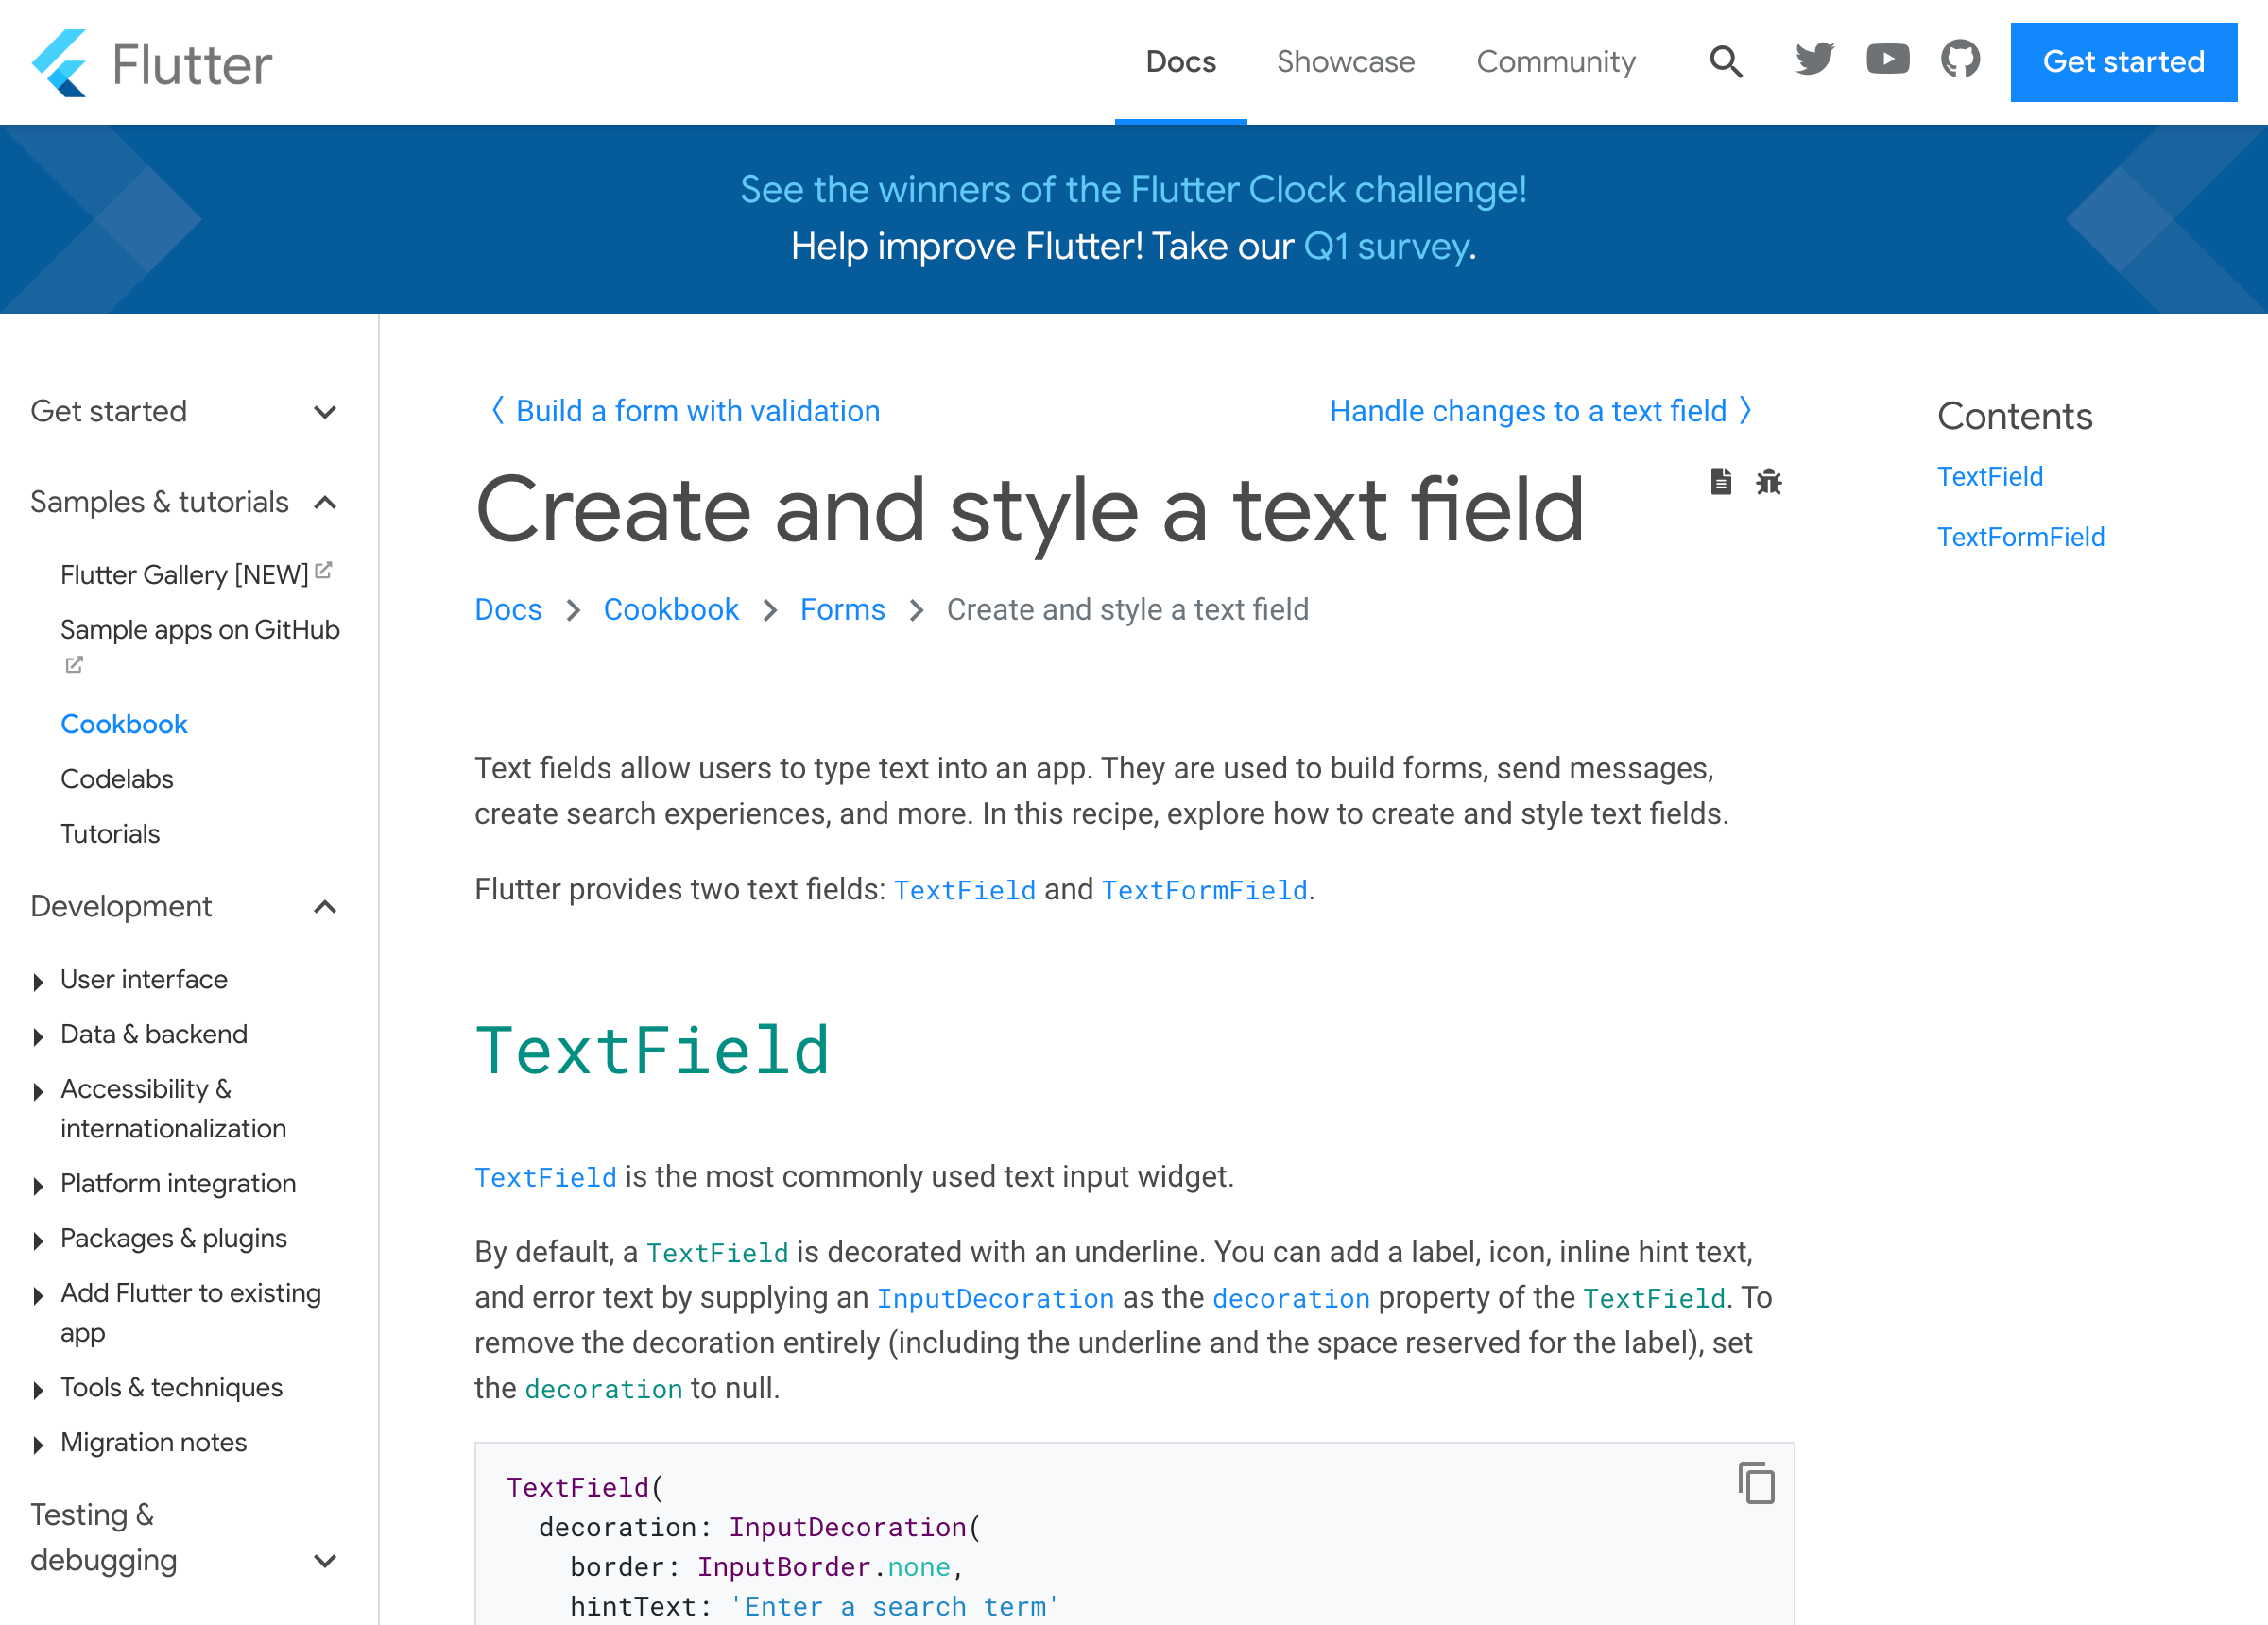 Flutter
Docs
Showcase
Community
Get started
See the winners of the Flutter Clock challenge!
Help improve Flutter! Take our Q1 survey.
Get started
Samples & tutorials
Flutter Gallery [NEW]
Sample apps on GitHub
Cookbook
Codelabs
Tutorials
Development
User interface
Data & backend
Accessibility &
internationalization
Platform integration
Packages & plugins
Add Flutter to existing
app
Tools & techniques
Migration notes
Testing &
debugging
〈 Build a form with validation
Handle changes to a text field 〉
Create and style a text field
Docs > Cookbook > Forms > Create and style a text field
Text fields allow users to type text into an app. They are used to build forms, send messages,
create search experiences, and more. In this recipe, explore how to create and style text fields.
Flutter provides two text fields: TextField and TextFormField.
TextField
TextField is the most commonly used text input widget.
By default, a TextField is decorated with an underline. You can add a label, icon, inline hint text,
and error text by supplying an InputDecoration as the decoration property of the TextField. To
remove the decoration entirely (including the underline and the space reserved for the label), set
the decoration to null.
TextField(
  decoration: InputDecoration(
    border: InputBorder.none,
    hintText: 'Enter a search term'
Contents
TextField
TextFormField